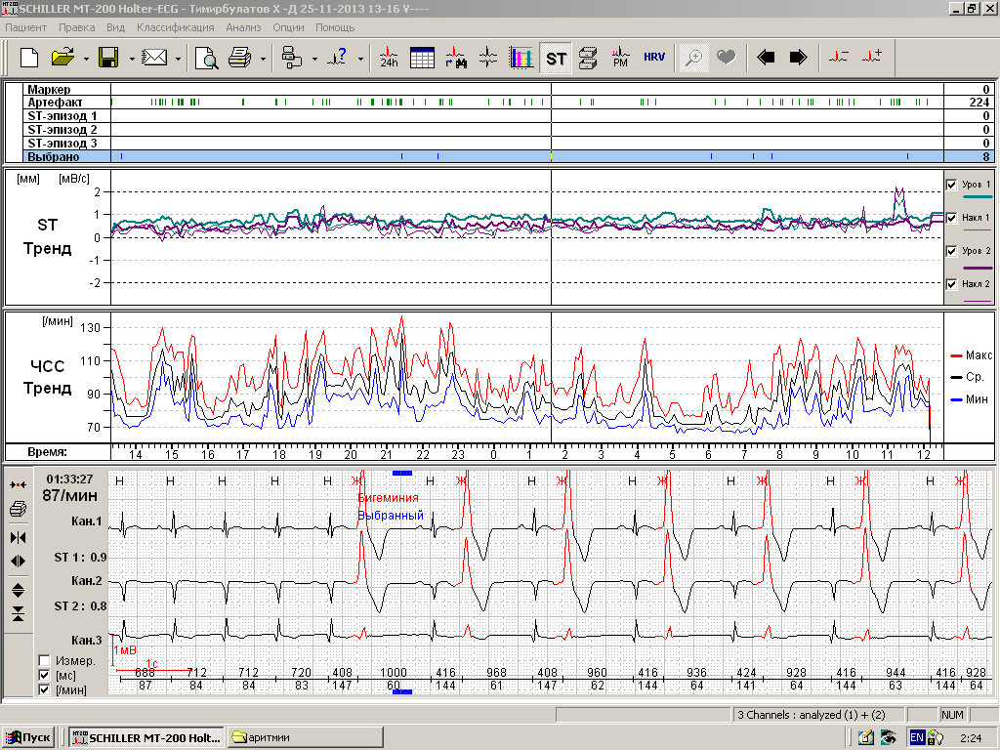 SCHILLER MT-200 Holter-ECG - Тимирбулатов Х -Д 25-11-2013 13-16 V----
Пациент Правка Вид Классификация Анализ Опции Помощь
24h ST PM HRV
Маркер 0
Артефакт 224
ST-эпизод 1 0
ST-эпизод 2 0
ST-эпизод 3 0
Выбрано 8
[мм] [мВ/с]
2
1
0
-1
-2
ST
Тренд
Уров 1
Накл 1
Уров 2
Накл 2
[/мин]
130
110
90
70
ЧСС
Тренд
Макс
Ср.
Мин
Время: 14 15 16 17 18 19 20 21 22 23 0 1 2 3 4 5 6 7 8 9 10 11 12
01:33:27
87/мин
Н Н Н Н Ж Н Ж Н Ж Н Ж Н Ж Н Ж Н Ж
Бигеминия
Выбранный
Кан.1
ST 1 : 0.9
Кан.2
ST 2 : 0.8
Кан.3
1мВ
1с
Измер.
[мс] 688 712 712 720 408 1000 416 968 408 960 416 936 424 928 416 944 416 928
[/мин] 87 84 84 83 147 60 144 61 147 62 144 64 141 64 144 63 144 64
3 Channels : analyzed (1) + (2) NUM
Пуск SCHILLER MT-200 Holt... аритмии EN 2:24